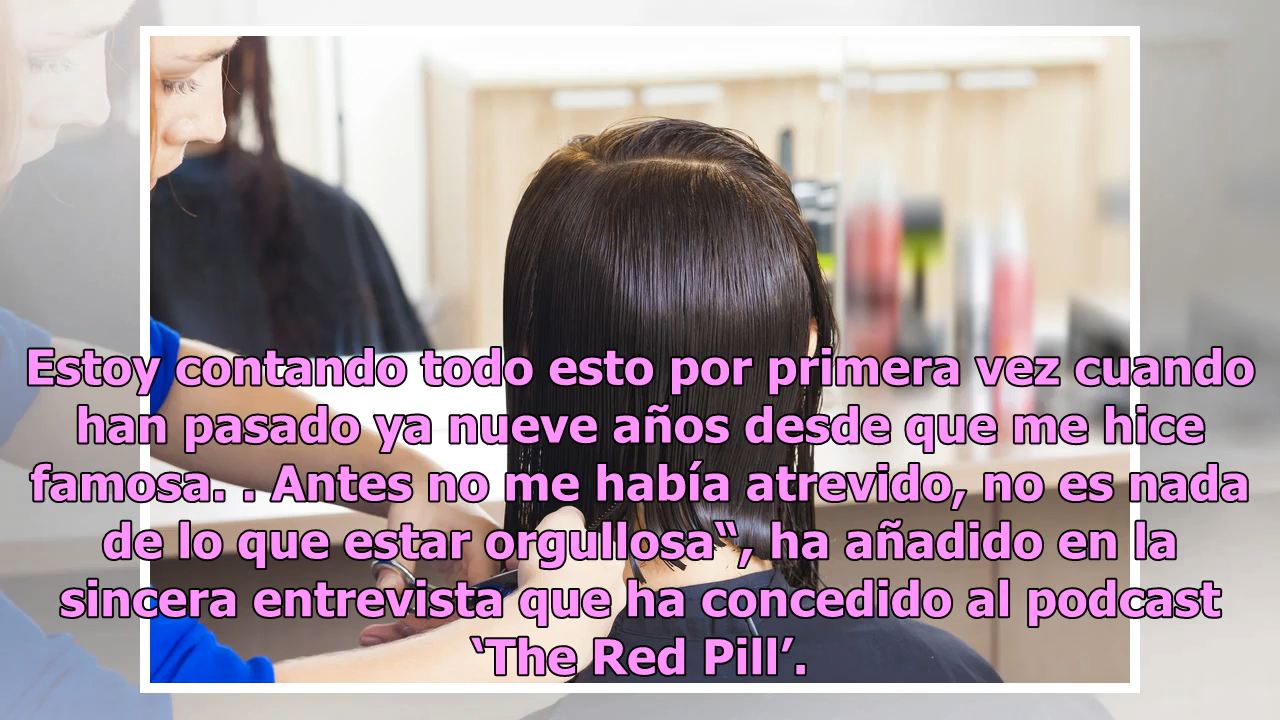 Estoy contando todo esto por primera vez cuando
han pasado ya nueve años desde que me hice
famosa. . Antes no me había atrevido, no es nada
de lo que estar orgullosa“, ha añadido en la
sincera entrevista que ha concedido al podcast
‘The Red Pill’.